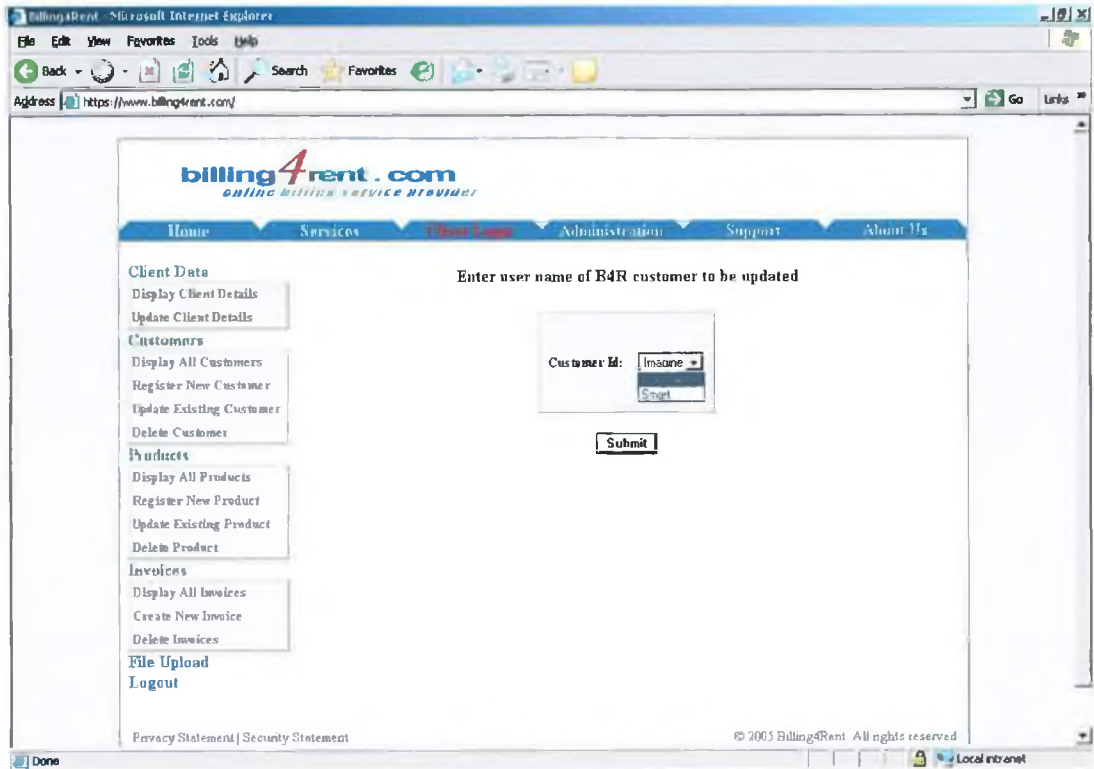 Billing4Rent - Microsoft Internet Explorer
File Edit View Favorites Tools Help
Back Search Favorites
Address https://www.billing4rent.com/ Go Links »
billing4rent.com
online billing service provider
Home Services Client Login Administration Support About Us
Client Data
Display Client Details
Update Client Details
Customers
Display All Customers
Register New Customer
Update Existing Customer
Delete Customer
Products
Display All Products
Register New Product
Update Existing Product
Delete Product
Invoices
Display All Invoices
Create New Invoice
Delete Invoices
File Upload
Logout
Enter user name of B4R customer to be updated
Customer Id: Imagine
Smart
Submit
Privacy Statement | Security Statement
© 2005 Billing4Rent All rights reserved
Done Local intranet